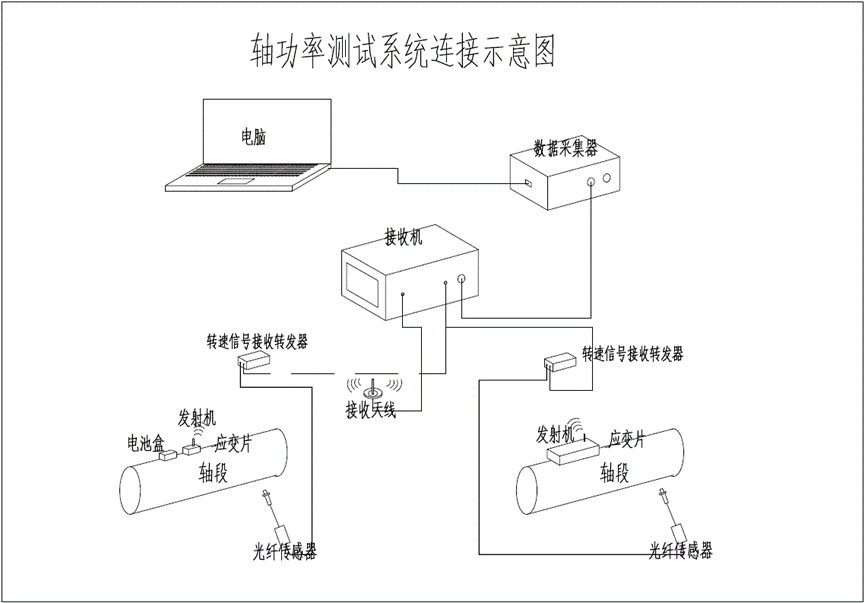 轴功率测试系统连接示意图
电脑
数据采集器
接收机
转速信号接收转发器
转速信号接收转发器
接收天线
发射机
电池盒
应变片
轴段
发射机
应变片
轴段
光纤传感器
光纤传感器